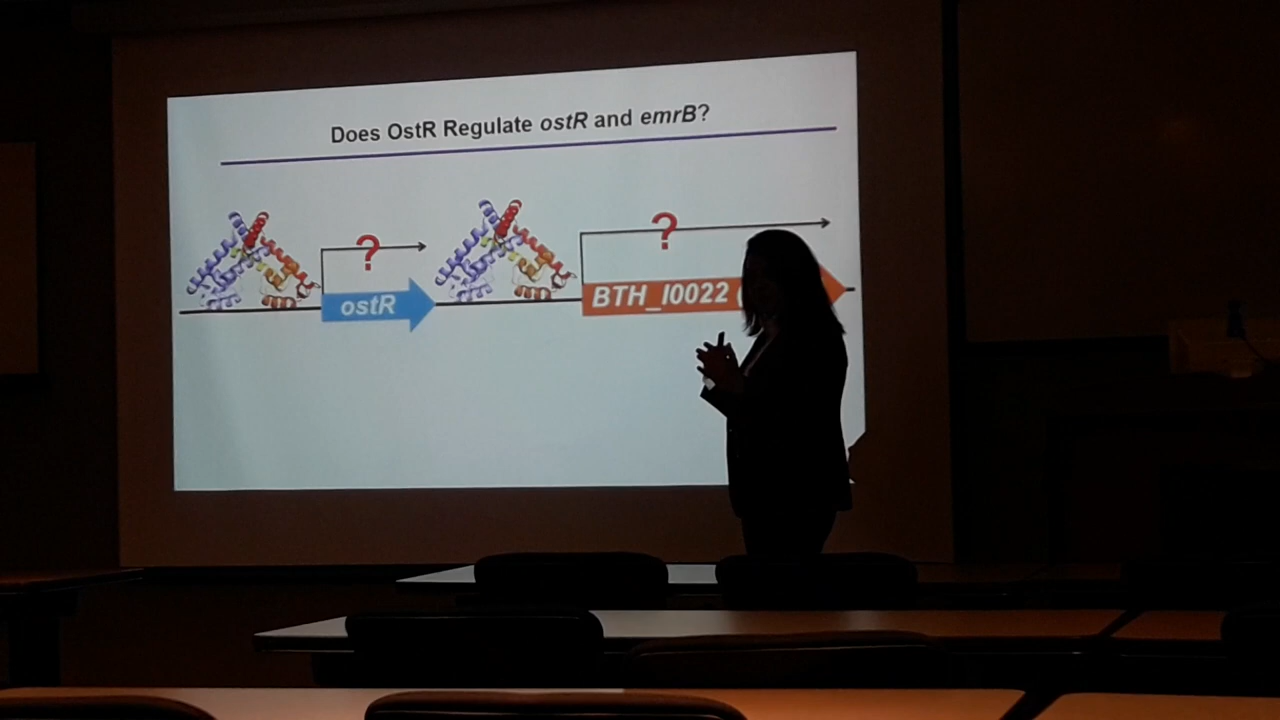 Does OstR Regulate ostR and emrB?
?
?
ostR
BTH_I0022 (